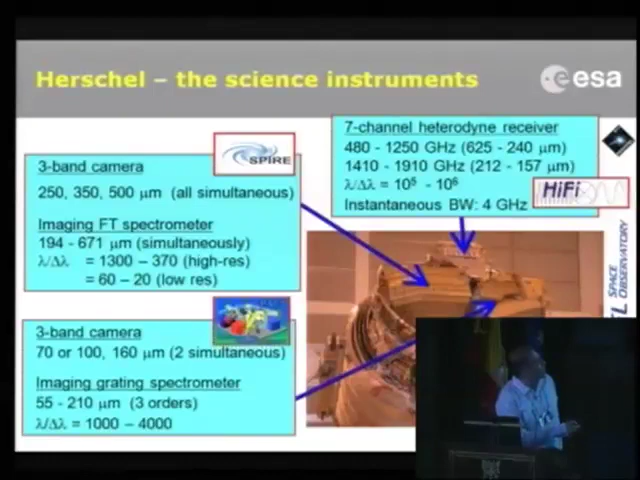 Herschel – the science instruments
esa
SPIRE
3-band camera
250, 350, 500 µm (all simultaneous)
Imaging FT spectrometer
194 - 671 µm (simultaneously)
λ/Δλ = 1300 – 370 (high-res)
= 60 – 20 (low res)
7-channel heterodyne receiver
480 - 1250 GHz (625 - 240 µm)
1410 - 1910 GHz (212 - 157 µm)
λ/Δλ = 10⁵ - 10⁶
Instantaneous BW: 4 GHz
HiFi
3-band camera
70 or 100, 160 µm (2 simultaneous)
Imaging grating spectrometer
55 - 210 µm (3 orders)
λ/Δλ = 1000 – 4000
SPACE
OBSERVATORY